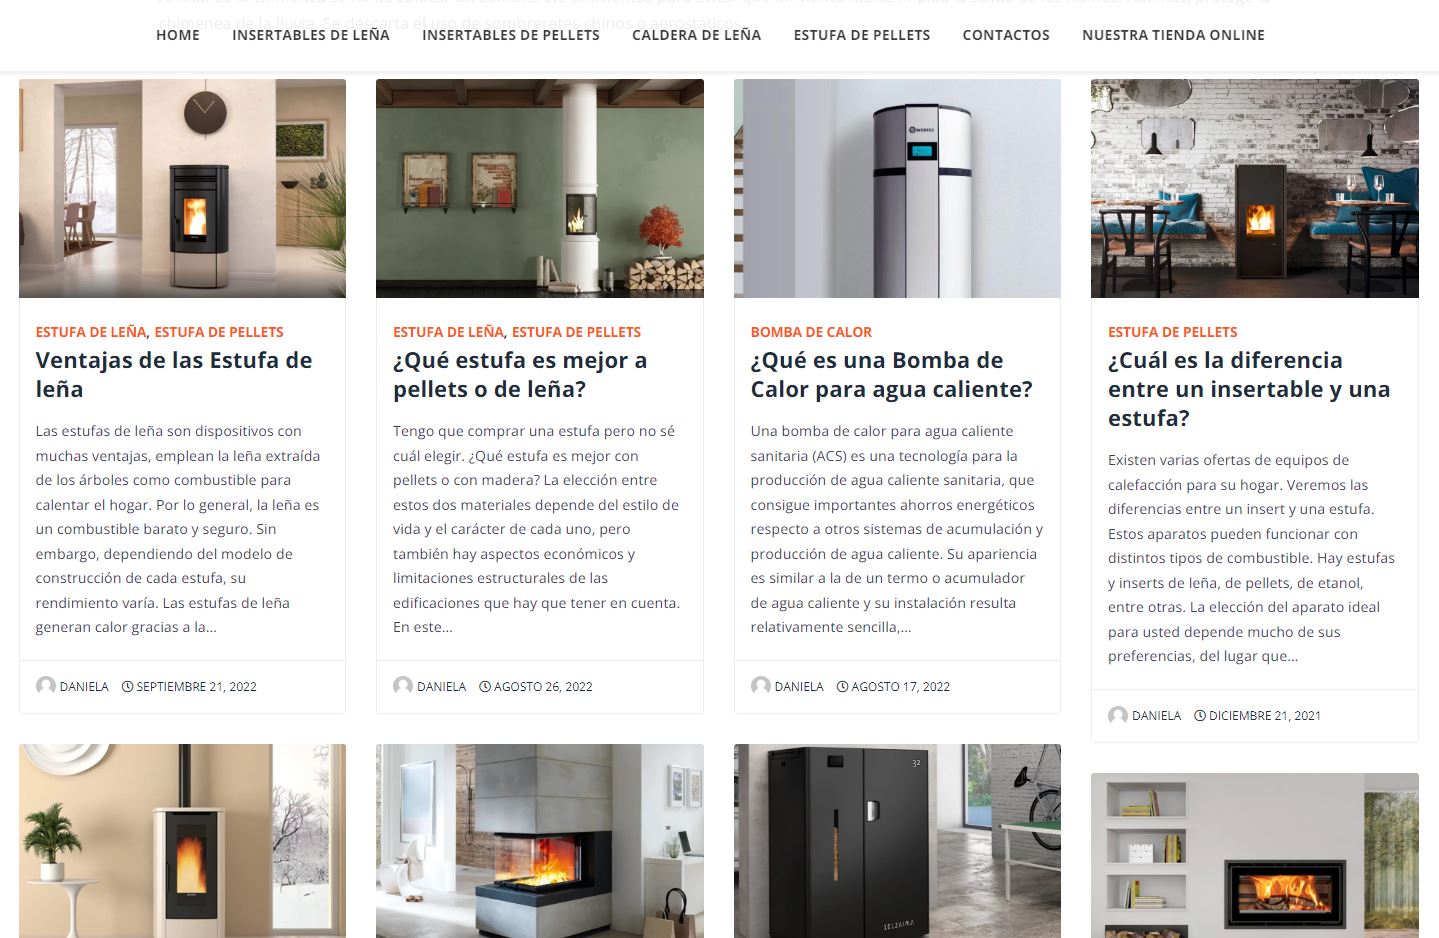 chimenea de la lluvia. Se descarta el uso de sombreretes chinos o aerostáticos.
HOME INSERTABLES DE LEÑA INSERTABLES DE PELLETS CALDERA DE LEÑA ESTUFA DE PELLETS CONTACTOS NUESTRA TIENDA ONLINE
ESTUFA DE LEÑA, ESTUFA DE PELLETS
Ventajas de las Estufa de
leña
Las estufas de leña son dispositivos con
muchas ventajas, emplean la leña extraída
de los árboles como combustible para
calentar el hogar. Por lo general, la leña es
un combustible barato y seguro. Sin
embargo, dependiendo del modelo de
construcción de cada estufa, su
rendimiento varía. Las estufas de leña
generan calor gracias a la...
DANIELA SEPTIEMBRE 21, 2022
ESTUFA DE LEÑA, ESTUFA DE PELLETS
¿Qué estufa es mejor a
pellets o de leña?
Tengo que comprar una estufa pero no sé
cuál elegir. ¿Qué estufa es mejor con
pellets o con madera? La elección entre
estos dos materiales depende del estilo de
vida y el carácter de cada uno, pero
también hay aspectos económicos y
limitaciones estructurales de las
edificaciones que hay que tener en cuenta.
En este...
DANIELA AGOSTO 26, 2022
BOMBA DE CALOR
¿Qué es una Bomba de
Calor para agua caliente?
Una bomba de calor para agua caliente
sanitaria (ACS) es una tecnología para la
producción de agua caliente sanitaria, que
consigue importantes ahorros energéticos
respecto a otros sistemas de acumulación y
producción de agua caliente. Su apariencia
es similar a la de un termo o acumulador
de agua caliente y su instalación resulta
relativamente sencilla,...
DANIELA AGOSTO 17, 2022
ESTUFA DE PELLETS
¿Cuál es la diferencia
entre un insertable y una
estufa?
Existen varias ofertas de equipos de
calefacción para su hogar. Veremos las
diferencias entre un insert y una estufa.
Estos aparatos pueden funcionar con
distintos tipos de combustible. Hay estufas
y inserts de leña, de pellets, de etanol,
entre otras. La elección del aparato ideal
para usted depende mucho de sus
preferencias, del lugar que...
DANIELA DICIEMBRE 21, 2021
32
SOLZAIMA